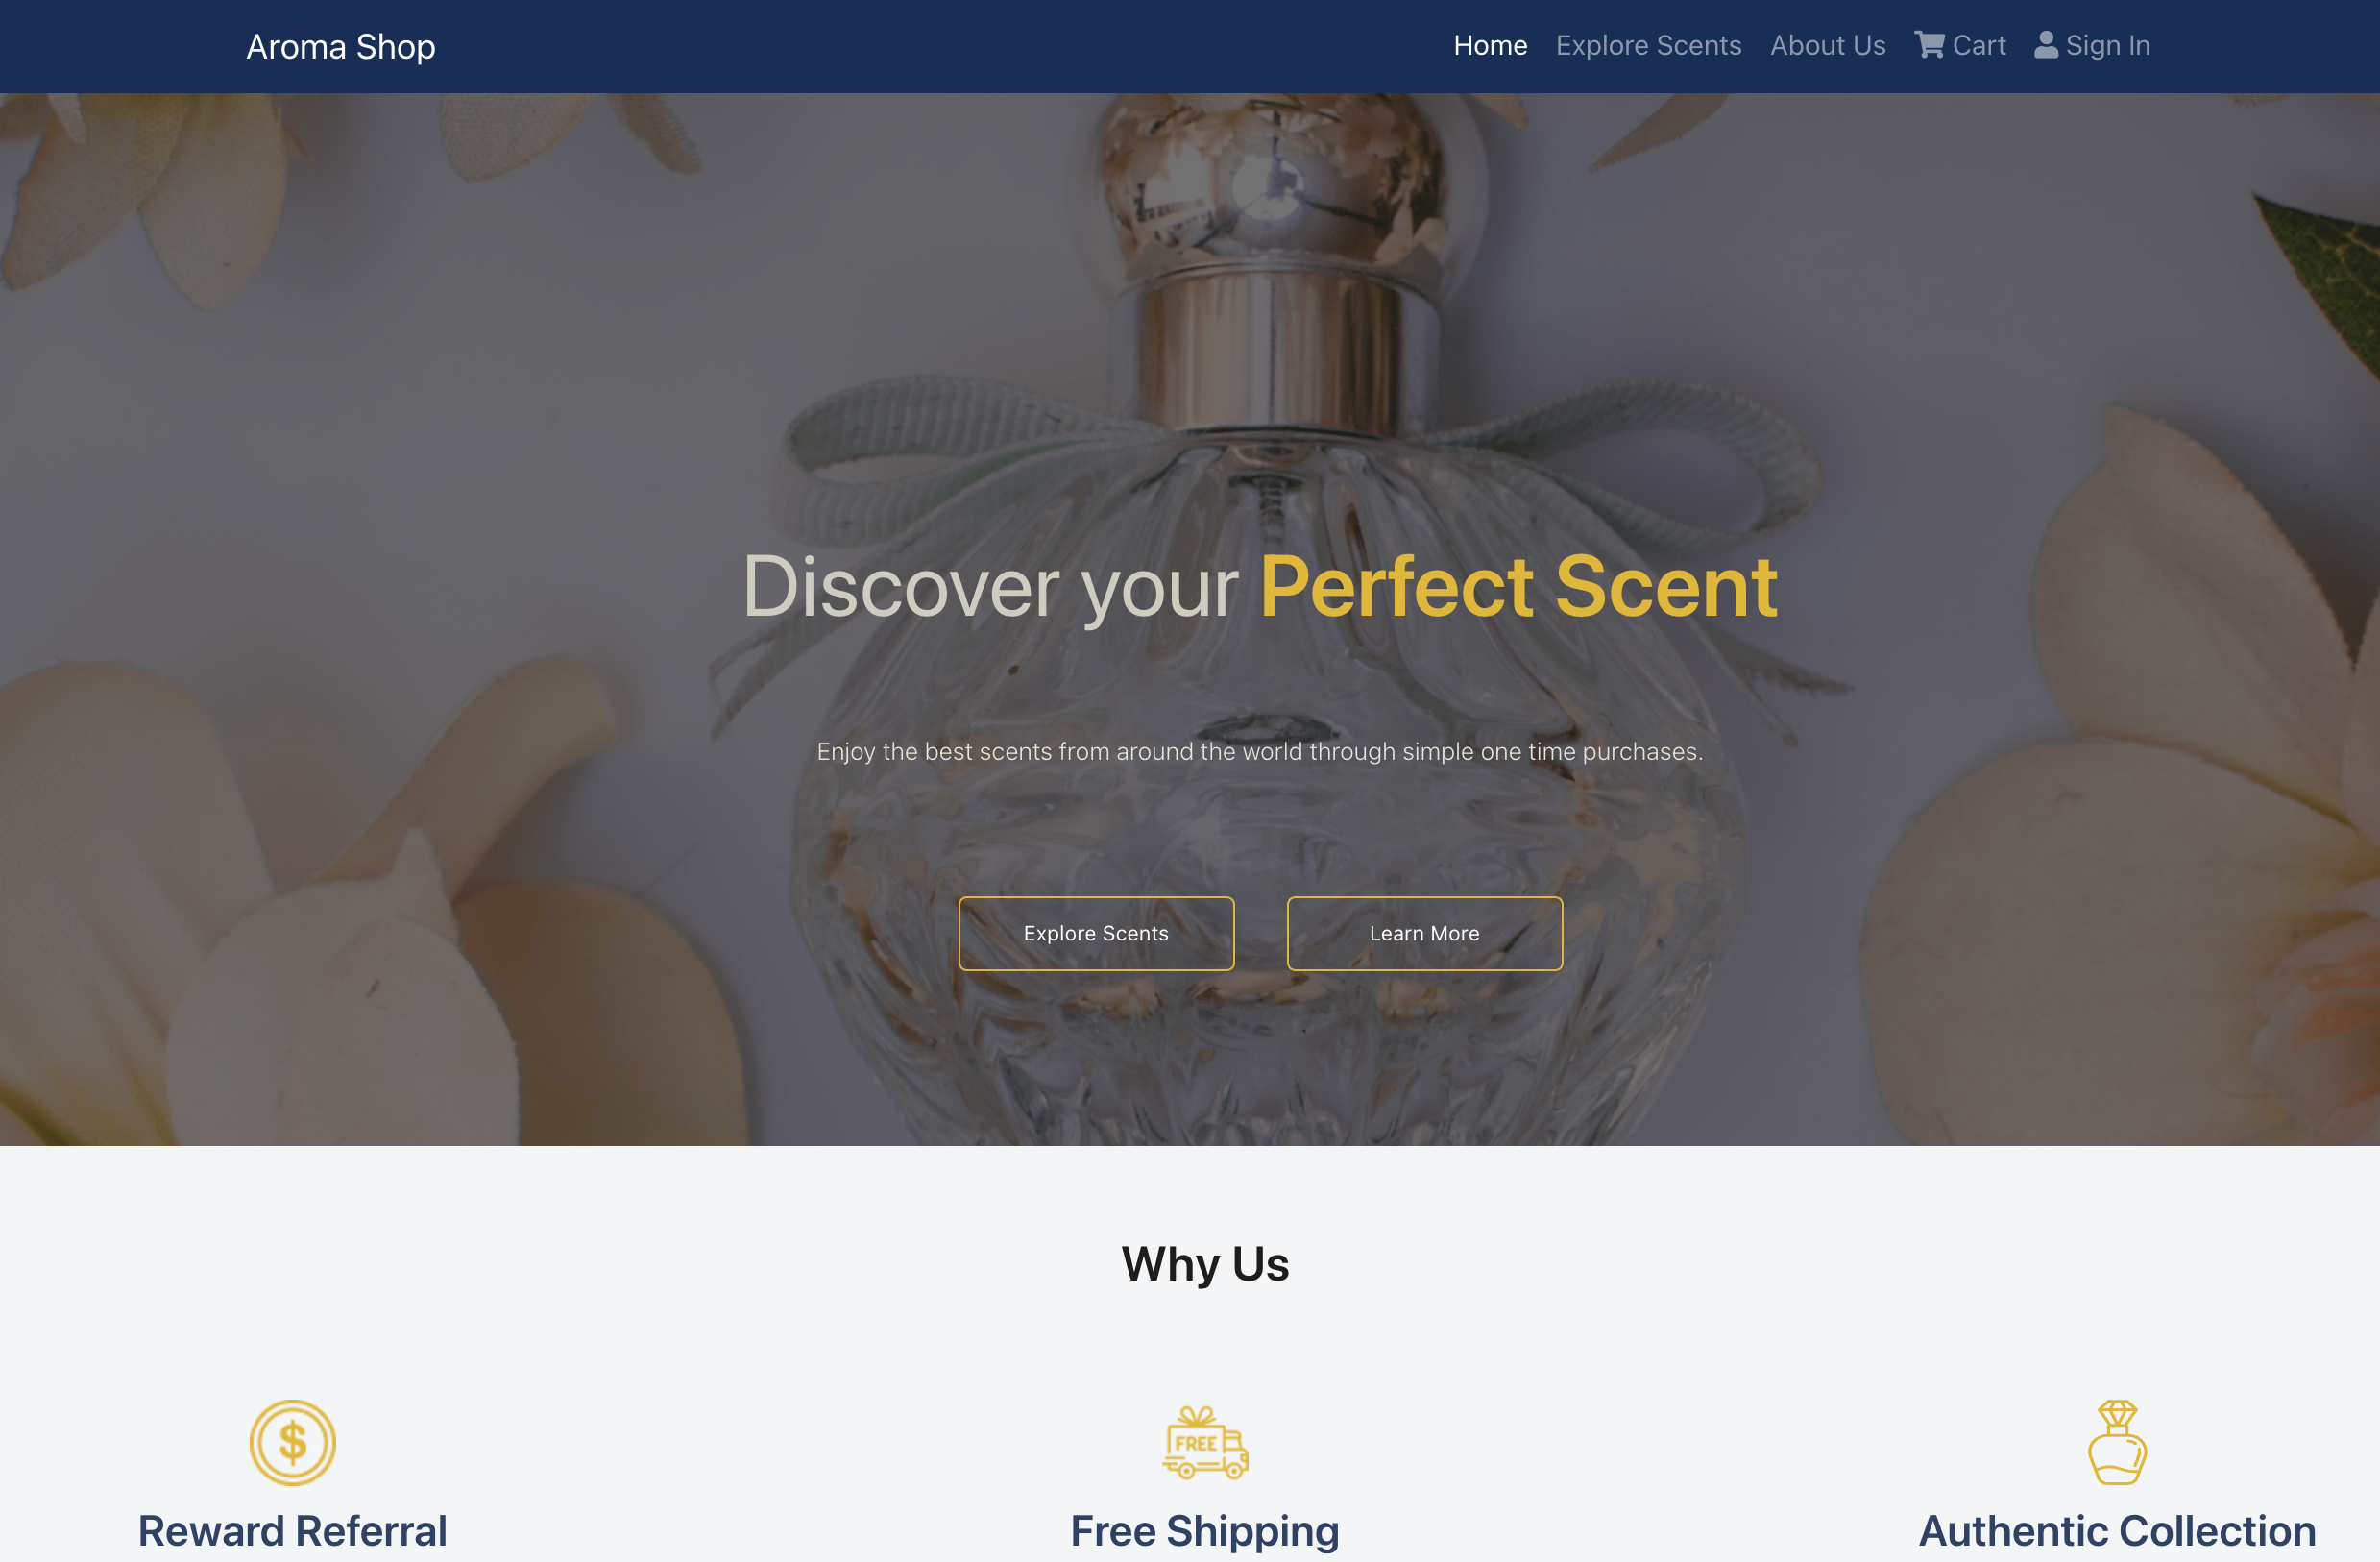 Aroma Shop
Home Explore Scents About Us Cart Sign In
Discover your Perfect Scent
Enjoy the best scents from around the world through simple one time purchases.
Explore Scents Learn More
Why Us
$ FREE
Reward Referral Free Shipping Authentic Collection